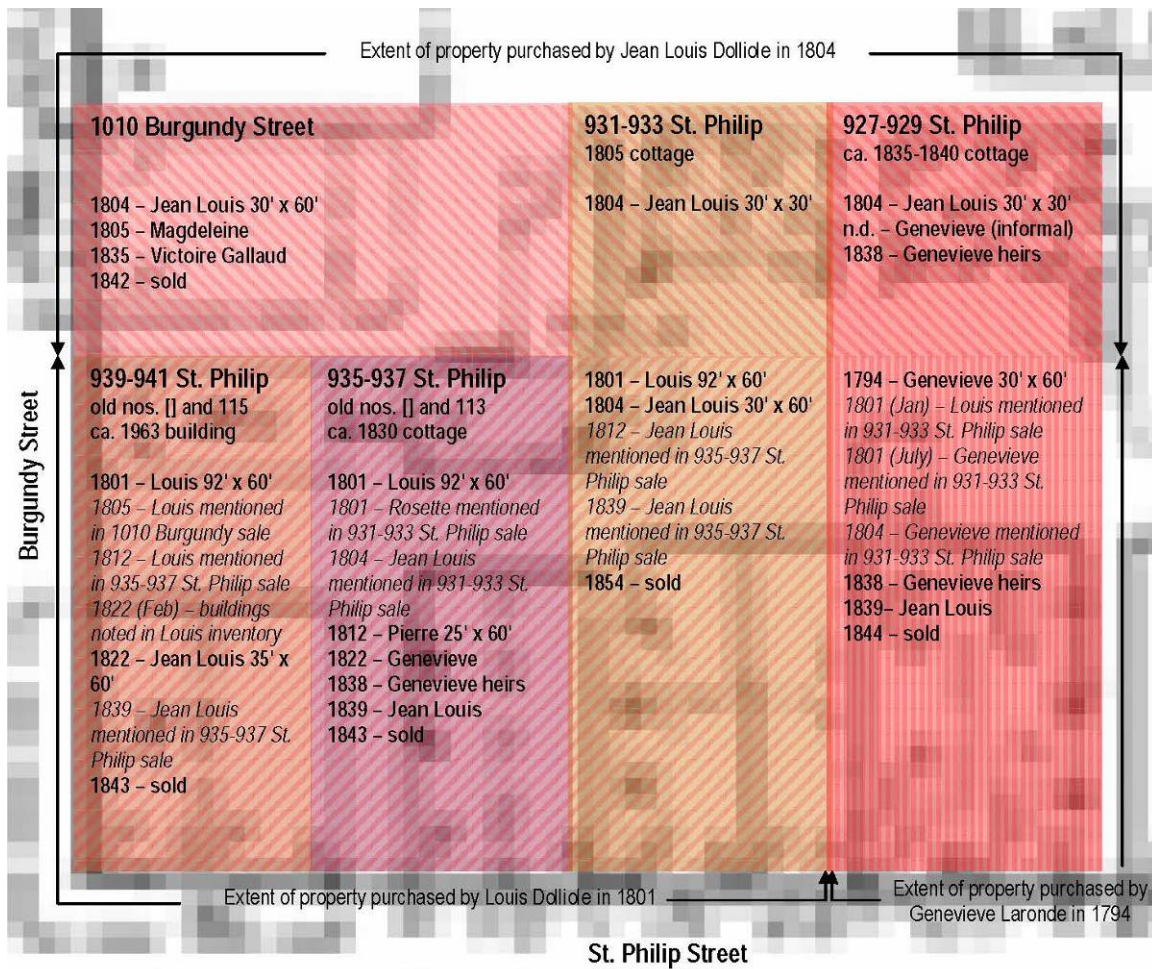 Extent of property purchased by Jean Louis Dolliole in 1804
1010 Burgundy Street
1804 – Jean Louis 30' x 60'
1805 – Magdeleine
1835 – Victoire Gallaud
1842 – sold
931-933 St. Philip
1805 cottage
1804 – Jean Louis 30' x 30'
927-929 St. Philip
ca. 1835-1840 cottage
1804 – Jean Louis 30' x 30'
n.d. – Genevieve (informal)
1838 – Genevieve heirs
939-941 St. Philip
old nos. [] and 115
ca. 1963 building
1801 – Louis 92' x 60'
1805 – Louis mentioned
in 1010 Burgundy sale
1812 – Louis mentioned
in 935-937 St. Philip sale
1822 (Feb) – buildings
noted in Louis inventory
1822 – Jean Louis 35' x
60'
1839 – Jean Louis
mentioned in 935-937 St.
Philip sale
1843 – sold
935-937 St. Philip
old nos. [] and 113
ca. 1830 cottage
1801 – Louis 92' x 60'
1801 – Rosette mentioned
in 931-933 St. Philip sale
1804 – Jean Louis
mentioned in 931-933 St.
Philip sale
1812 – Pierre 25' x 60'
1822 – Genevieve
1838 – Genevieve heirs
1839 – Jean Louis
1843 – sold
1801 – Louis 92' x 60'
1804 – Jean Louis 30' x 60'
1812 – Jean Louis
mentioned in 935-937 St.
Philip sale
1839 – Jean Louis
mentioned in 935-937 St.
Philip sale
1854 – sold
1794 – Genevieve 30' x 60'
1801 (Jan) – Louis mentioned
in 931-933 St. Philip sale
1801 (July) – Genevieve
mentioned in 931-933 St.
Philip sale
1804 – Genevieve mentioned
in 931-933 St. Philip sale
1838 – Genevieve heirs
1839– Jean Louis
1844 – sold
Burgundy Street
Extent of property purchased by Louis Dolliole in 1801
Extent of property purchased by
Genevieve Laronde in 1794
St. Philip Street